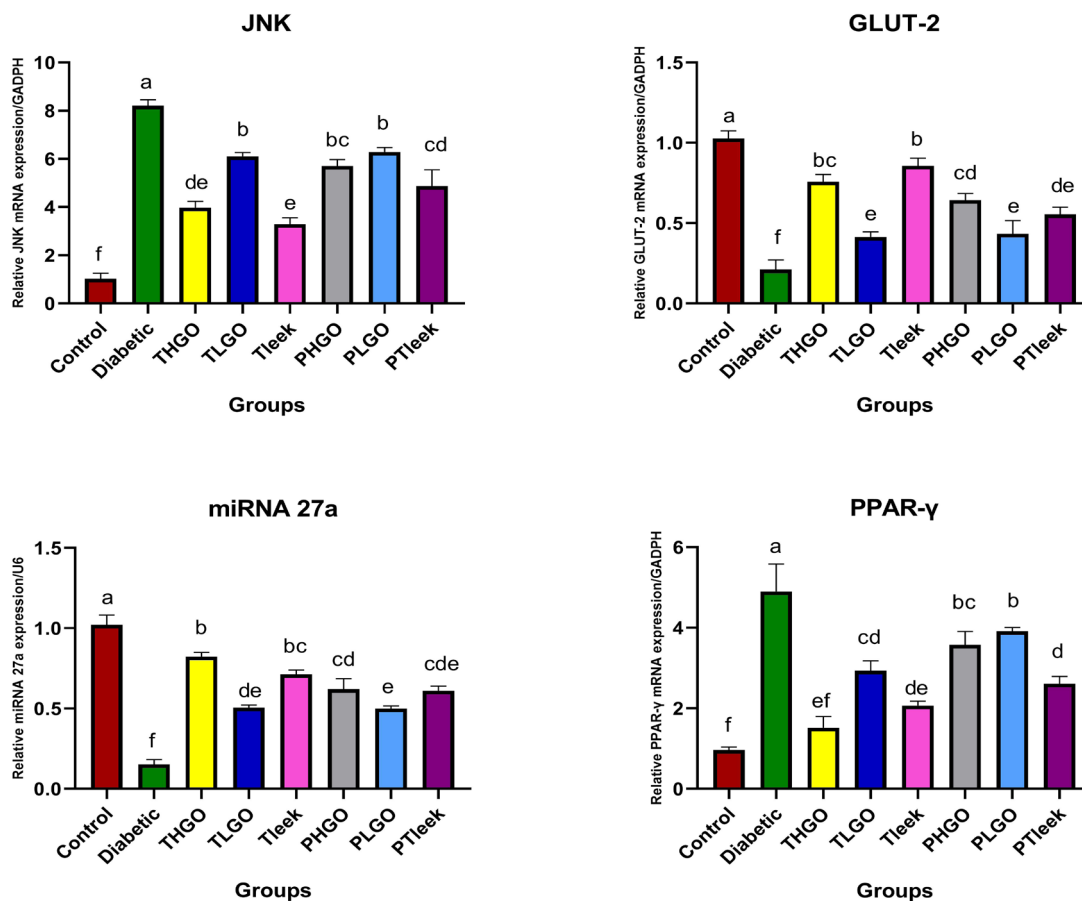 JNK
Relative JNK mRNA expression/GADPH
10
8
6
4
2
0
a
b
b
bc
cd
de
e
f
Control
Diabetic
THGO
TLGO
Tleek
PHGO
PLGO
PTleek
Groups
GLUT-2
Relative GLUT-2 mRNA expression/GADPH
1.5
1.0
0.5
0.0
a
f
bc
e
b
cd
e
de
Control
Diabetic
THGO
TLGO
Tleek
PHGO
PLGO
PTleek
Groups
miRNA 27a
Relative miRNA 27a expression/U6
1.5
1.0
0.5
0.0
a
f
b
de
bc
cd
e
cde
Control
Diabetic
THGO
TLGO
Tleek
PHGO
PLGO
PTleek
Groups
PPAR-γ
Relative PPAR-γ mRNA expression/GADPH
6
4
2
0
f
a
ef
cd
de
bc
b
d
Control
Diabetic
THGO
TLGO
Tleek
PHGO
PLGO
PTleek
Groups